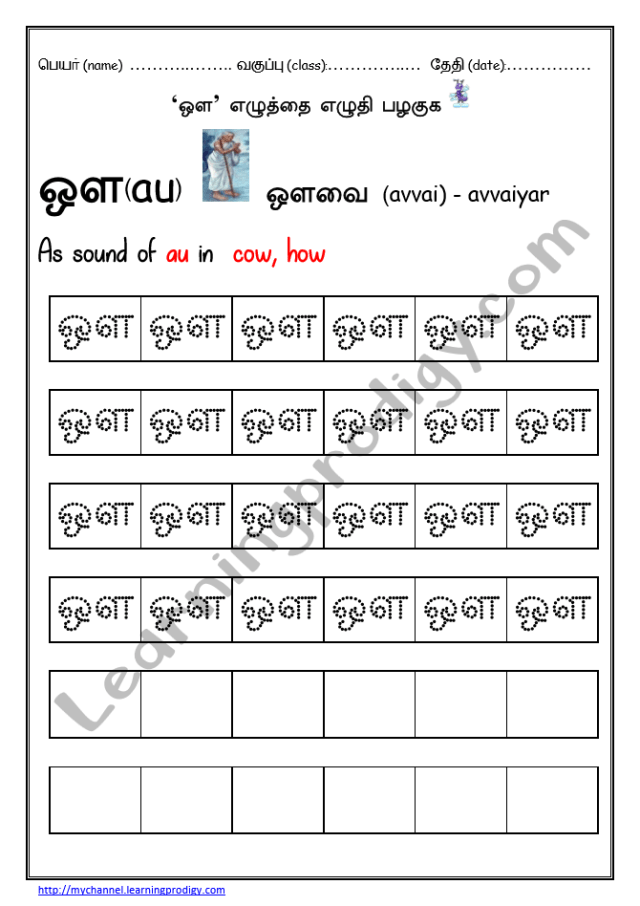 பெயர் (name) ………..…….. வகுப்பு (class):…………..… தேதி (date):……………
‘ஔ’ எழுத்தை எழுதி பழகுக
ஔ(au) ஔவை (avvai) - avvaiyar
As sound of au in cow, how
ஔ ஔ ஔ ஔ ஔ ஔ
ஔ ஔ ஔ ஔ ஔ ஔ
ஔ ஔ ஔ ஔ ஔ ஔ
ஔ ஔ ஔ ஔ ஔ ஔ
Learningprodigy.com
http://mychannel.learningprodigy.com